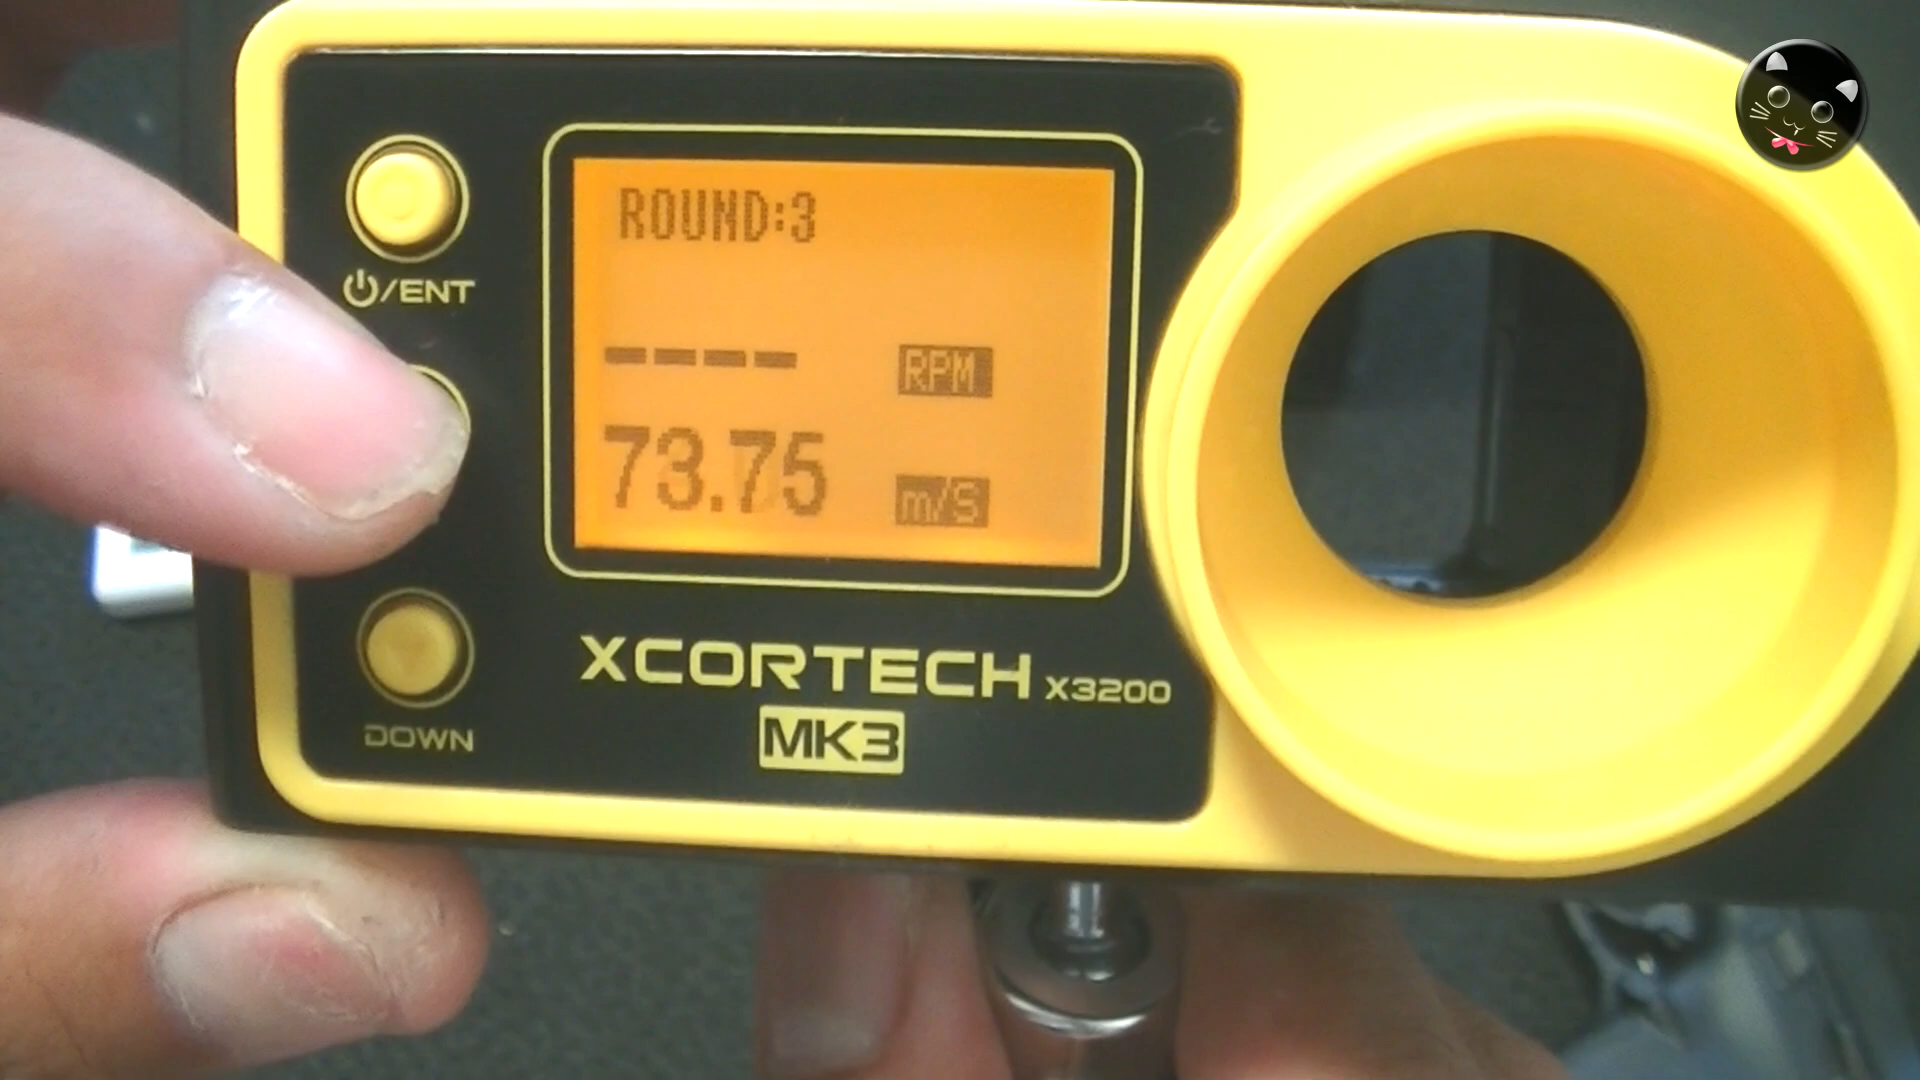 ROUND:3
---- RPM
73.75 m/S
/ENT
DOWN
XCORTECH X3200
MK3